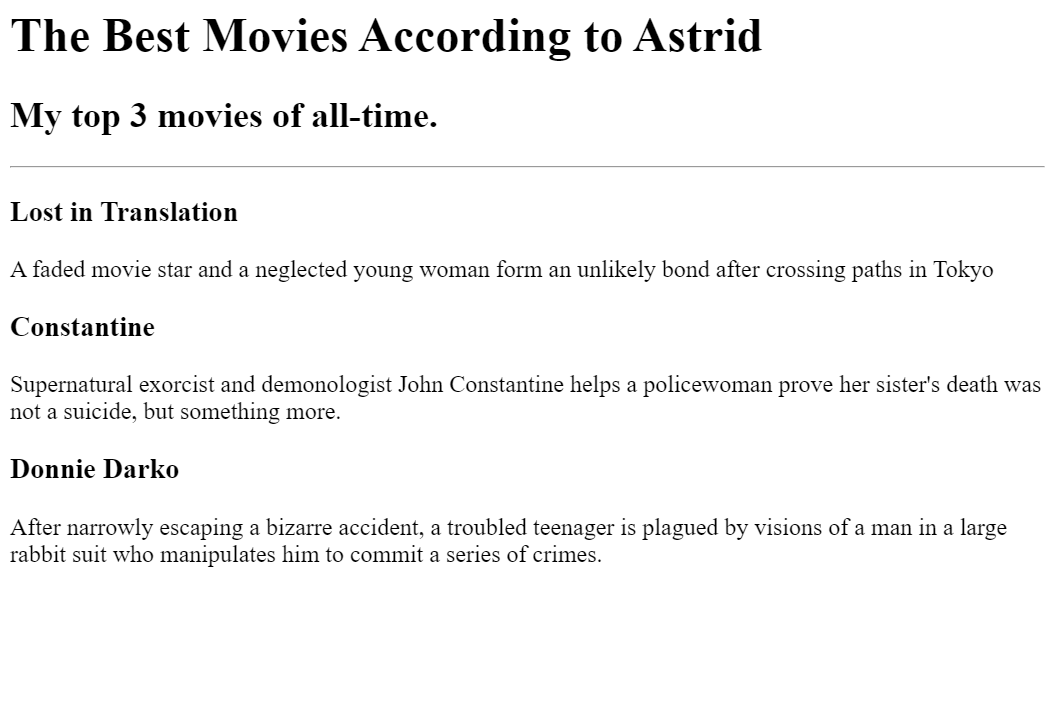 The Best Movies According to Astrid
My top 3 movies of all-time.
Lost in Translation
A faded movie star and a neglected young woman form an unlikely bond after crossing paths in Tokyo
Constantine
Supernatural exorcist and demonologist John Constantine helps a policewoman prove her sister's death was
not a suicide, but something more.
Donnie Darko
After narrowly escaping a bizarre accident, a troubled teenager is plagued by visions of a man in a large
rabbit suit who manipulates him to commit a series of crimes.